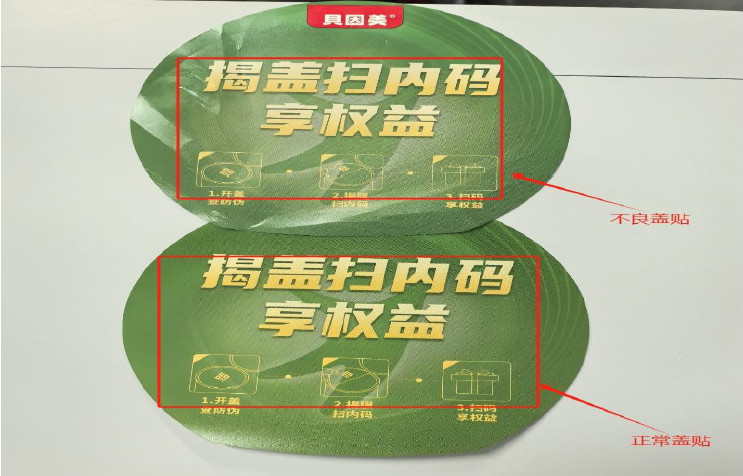 貝因美®
揭盖扫内码
享权益
1.开盖 2.揭膜 3.扫码
查防伪 扫内码 享权益
不良盖贴
揭盖扫内码
享权益
1.开盖 2.揭膜 3.扫码
查防伪 扫内码 享权益
正常盖贴